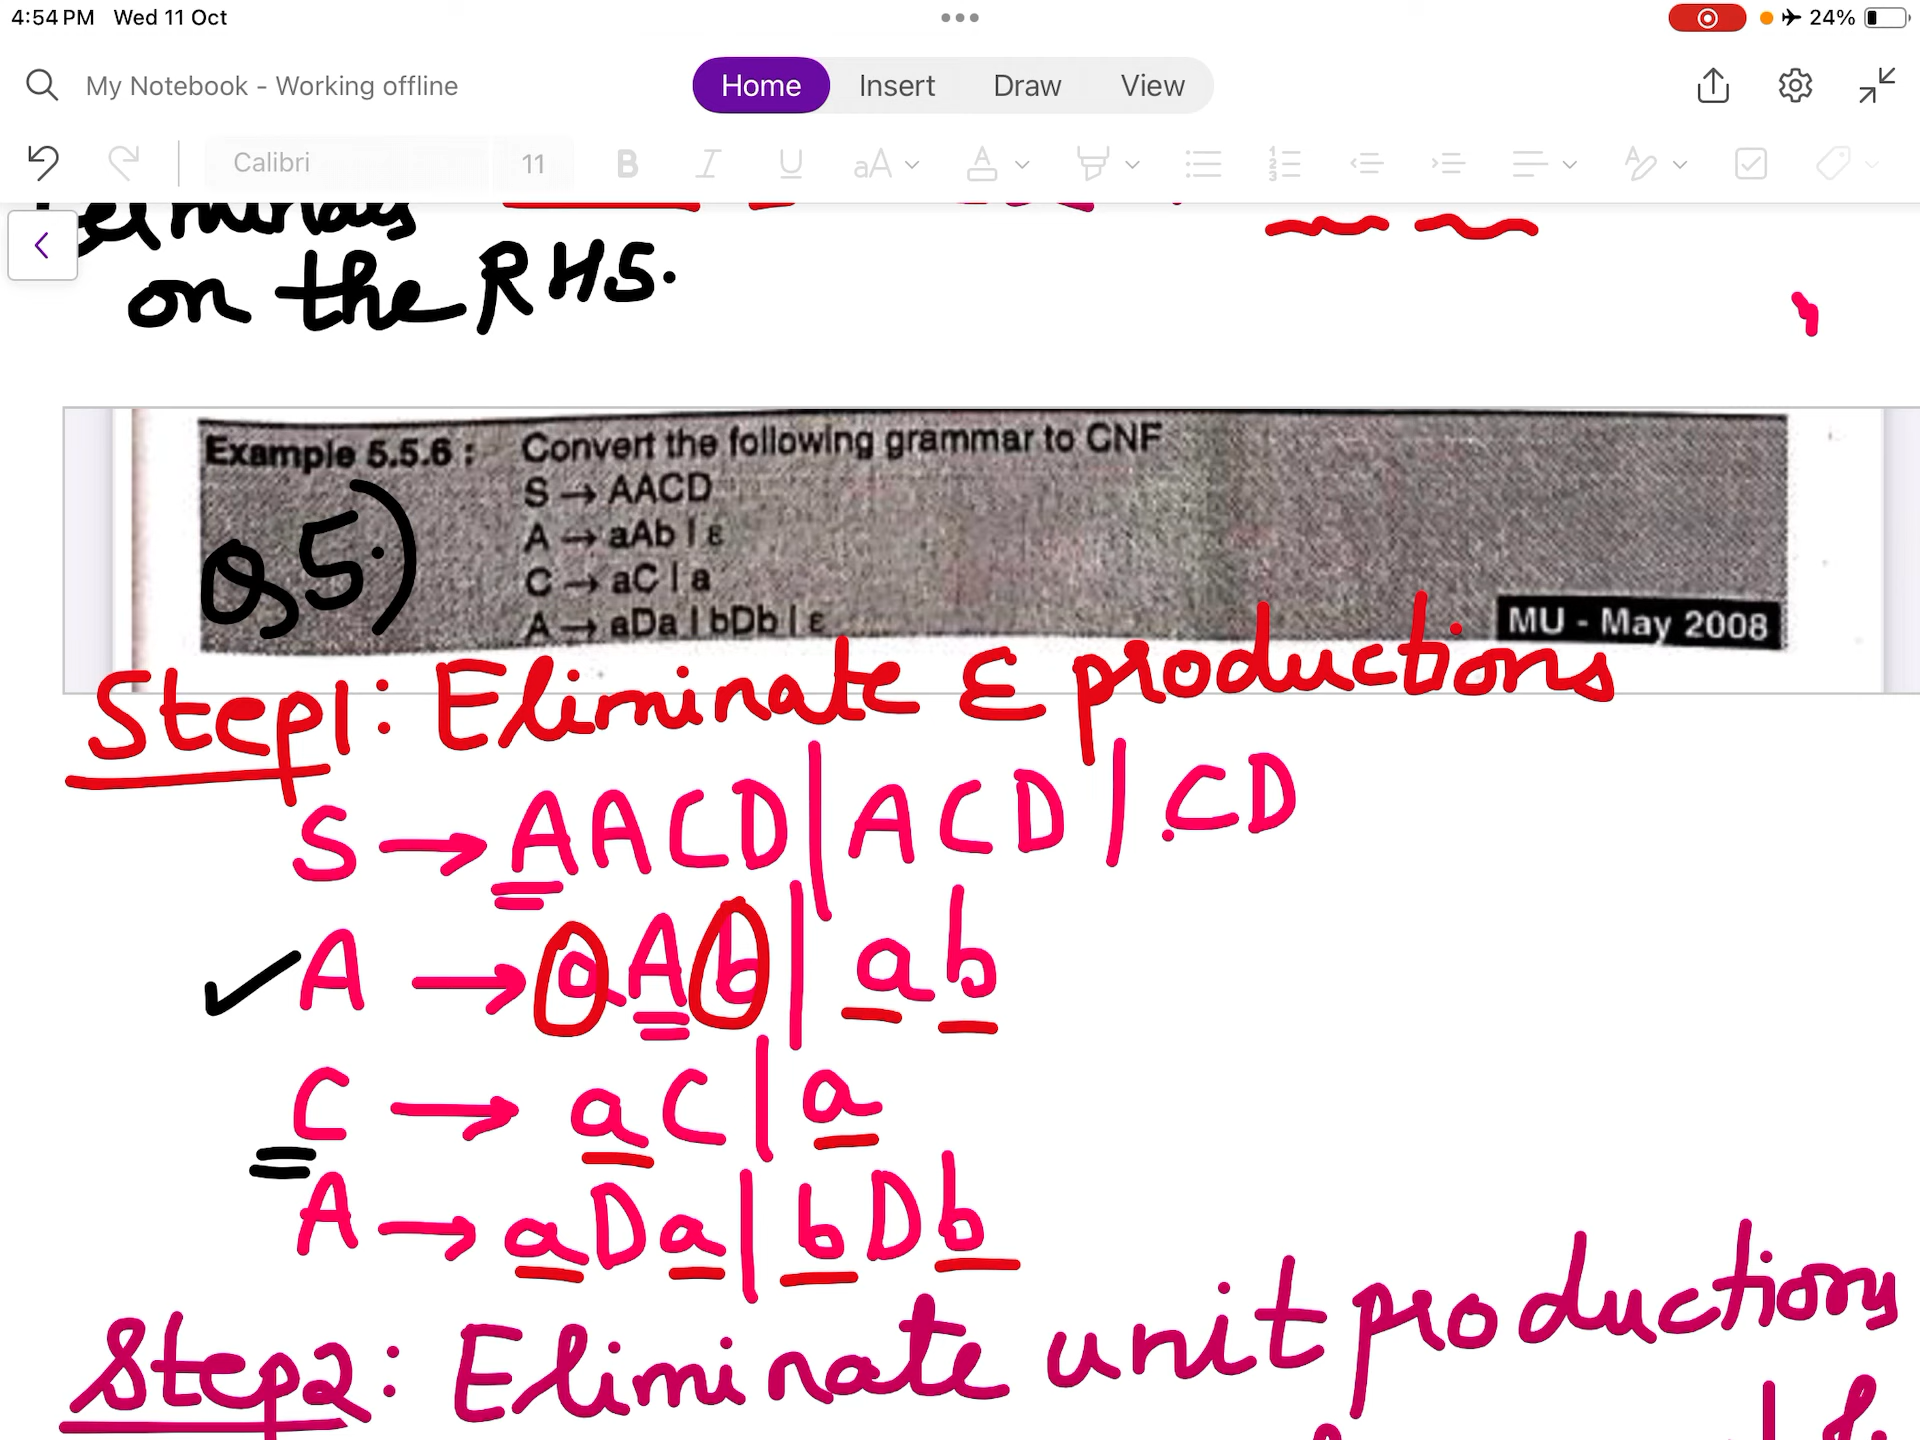 4:54 PM Wed 11 Oct
24%
My Notebook - Working offline
Home Insert Draw View
Calibri 11 B I U aA A
on the RHS.
Example 5.5.6 : Convert the following grammar to CNF
S → AACD
A → aAb | ε
C → aC | a
A → aDa | bDb | ε
Q5.)
MU - May 2008
Step1: Eliminate ε productions
S → AACD | ACD | CD
A → aAb | ab
C → aC | a
A → aDa | bDb
Step2: Eliminate unit productions